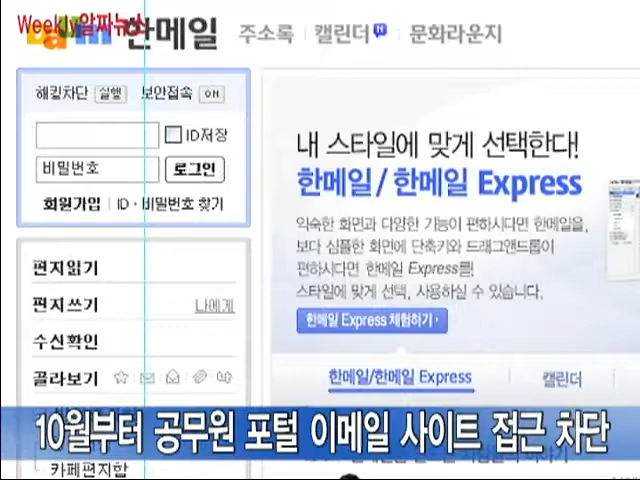 Weekly알짜뉴스
Daum 한메일 주소록 캘린더 N 문화라운지
해킹차단 실행 보안접속 OH
ID저장
비밀번호 로그인
회원가입 ID · 비밀번호 찾기
내 스타일에 맞게 선택한다!
한메일 / 한메일 Express
익숙한 화면과 다양한 기능이 편하시다면 한메일을,
보다 심플한 화면에 단축키와 드래그앤드롭이
편하시다면 한메일 Express를!
스타일에 맞게 선택, 사용하실 수 있습니다.
한메일 Express 체험하기 ›
편지읽기
편지쓰기 나에게
수신확인
골라보기
한메일/한메일 Express 캘린더
10월부터 공무원 포털 이메일 사이트 접근 차단
카페편지함